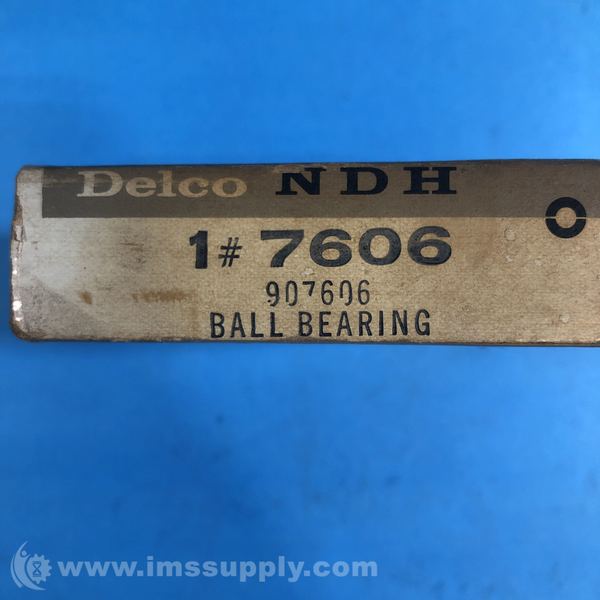 Delco NDH
1# 7606
907606
BALL BEARING
www.imssupply.com